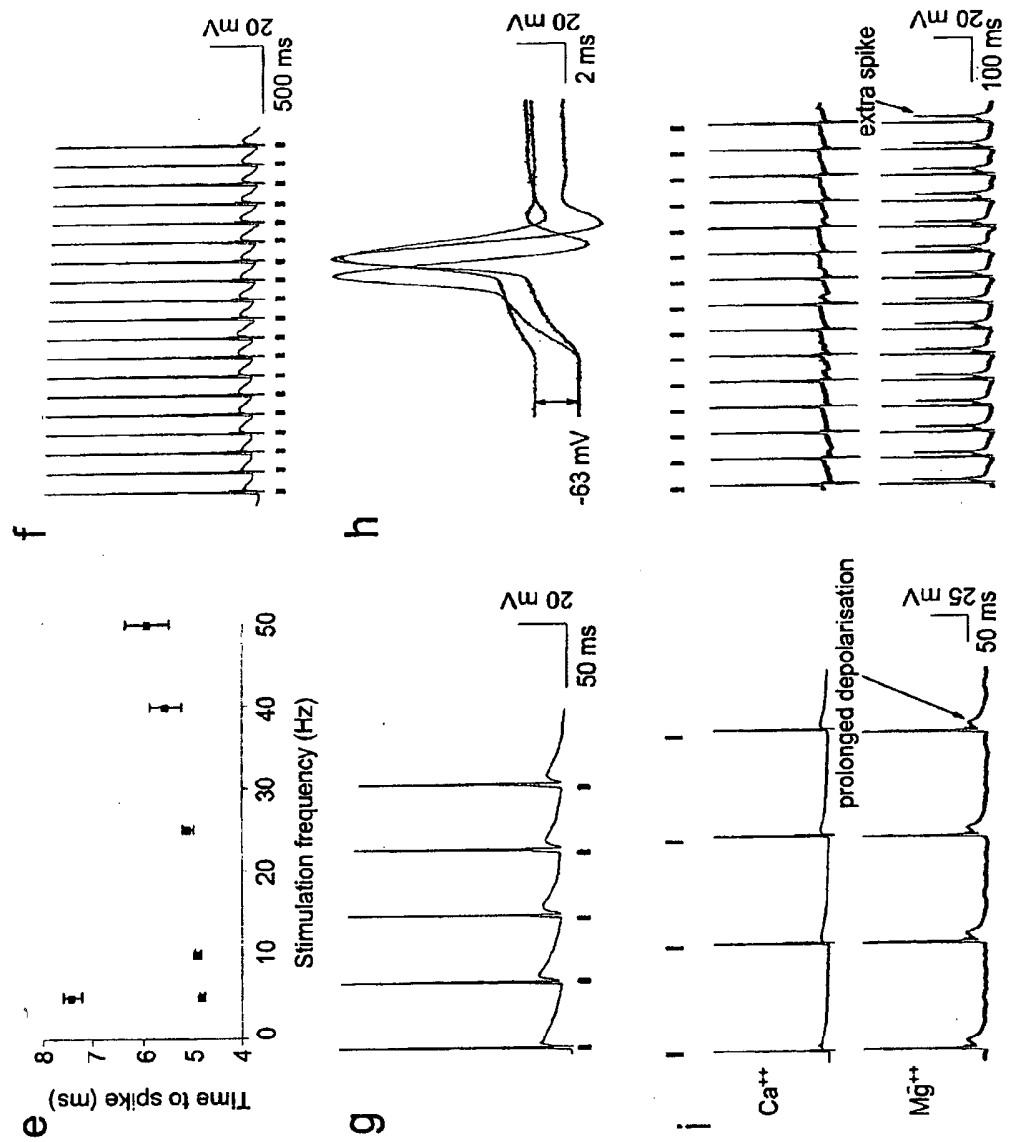 e
Time to spike (ms)
8
7
6
5
4
0
10
20
30
40
50
Stimulation frequency (Hz)
f
20 mV
500 ms
g
20 mV
50 ms
h
-63 mV
20 mV
2 ms
i
Ca++
Mg++
prolonged depolarisation
25 mV
50 ms
extra spike
20 mV
100 ms